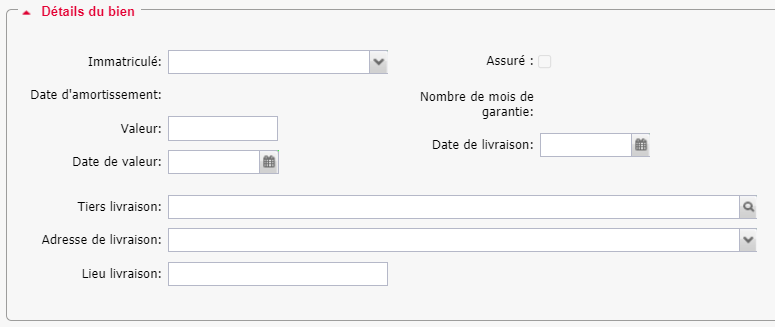 Détails du bien
Immatriculé:
Assuré :
Date d'amortissement:
Nombre de mois de
garantie:
Valeur:
Date de livraison:
Date de valeur:
Tiers livraison:
Adresse de livraison:
Lieu livraison: